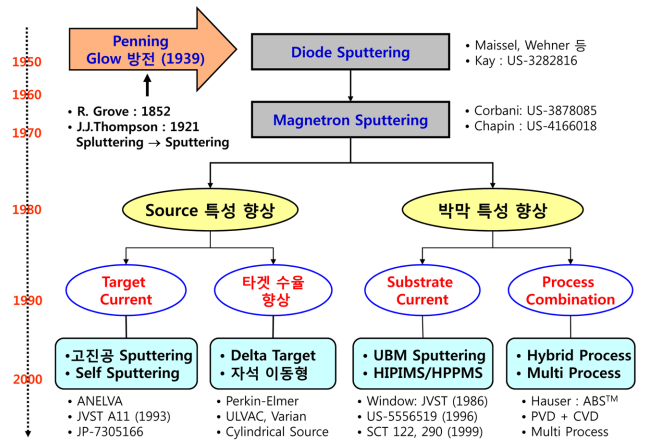 Penning
Glow 방전 (1939)
Diode Sputtering
• Maissel, Wehner 등
• Kay : US-3282816
1950
1960
• R. Grove : 1852
• J.J.Thompson : 1921
Spluttering → Sputtering
Magnetron Sputtering
Corbani: US-3878085
Chapin : US-4166018
1970
Source 특성 향상
박막 특성 향상
1980
Target
Current
타겟 수율
향상
Substrate
Current
Process
Combination
1990
•고진공 Sputtering
• Self Sputtering
• Delta Target
• 자석 이동형
• UBM Sputtering
• HIPIMS/HPPMS
• Hybrid Process
• Multi Process
2000
• ANELVA
• JVST A11 (1993)
• JP-7305166
• Perkin-Elmer
• ULVAC, Varian
• Cylindrical Source
• Window: JVST (1986)
• US-5556519 (1996)
• SCT 122, 290 (1999)
• Hauser : ABS™
• PVD + CVD
• Multi Process